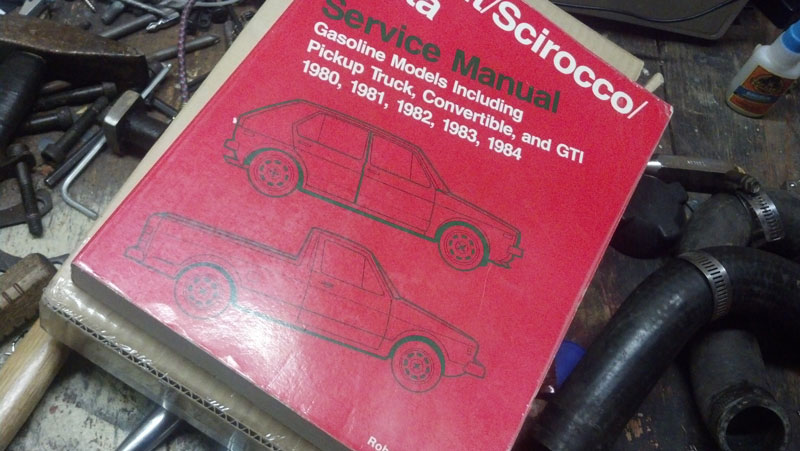 /Scirocco/
Service Manual
Gasoline Models Including
Pickup Truck, Convertible, and GTI
1980, 1981, 1982, 1983, 1984